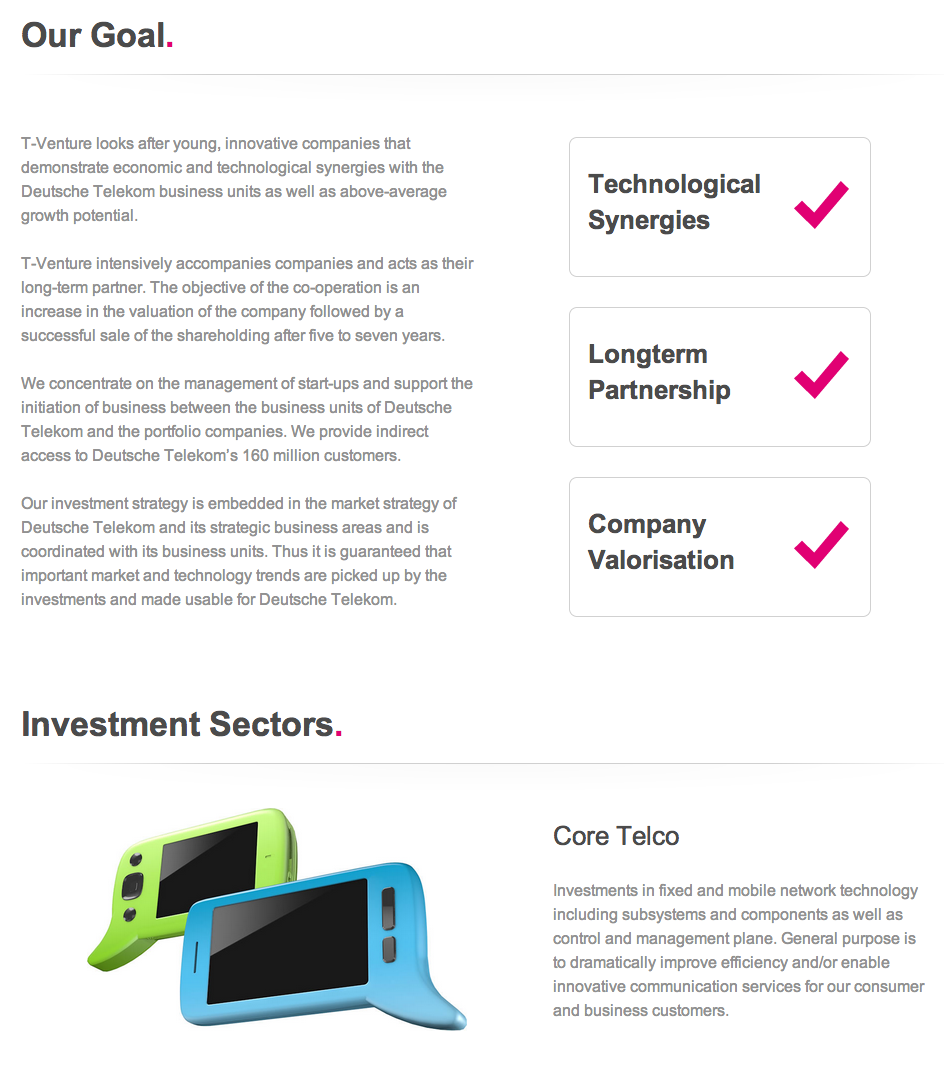 Our Goal.
T-Venture looks after young, innovative companies that
demonstrate economic and technological synergies with the
Deutsche Telekom business units as well as above-average
growth potential.
T-Venture intensively accompanies companies and acts as their
long-term partner. The objective of the co-operation is an
increase in the valuation of the company followed by a
successful sale of the shareholding after five to seven years.
We concentrate on the management of start-ups and support the
initiation of business between the business units of Deutsche
Telekom and the portfolio companies. We provide indirect
access to Deutsche Telekom's 160 million customers.
Our investment strategy is embedded in the market strategy of
Deutsche Telekom and its strategic business areas and is
coordinated with its business units. Thus it is guaranteed that
important market and technology trends are picked up by the
investments and made usable for Deutsche Telekom.
Technological
Synergies
Longterm
Partnership
Company
Valorisation
Investment Sectors.
Core Telco
Investments in fixed and mobile network technology
including subsystems and components as well as
control and management plane. General purpose is
to dramatically improve efficiency and/or enable
innovative communication services for our consumer
and business customers.